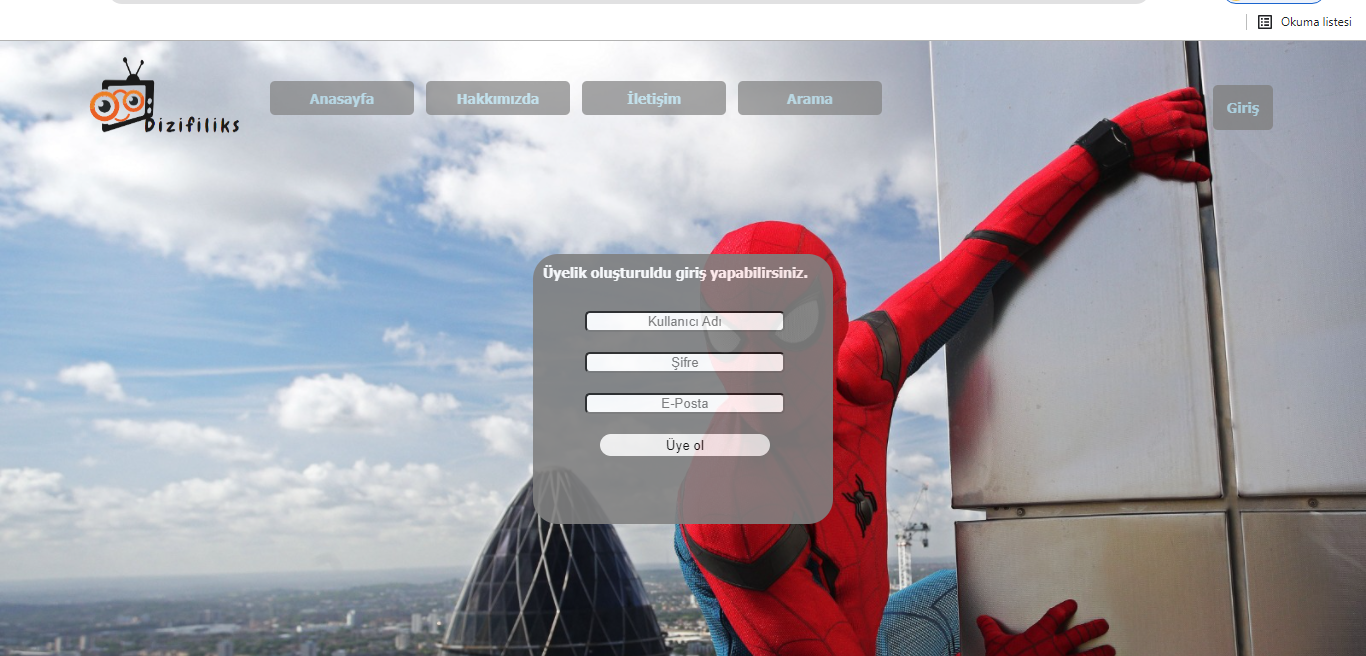 Okuma listesi
Dizifiliks
Anasayfa
Hakkımızda
İletişim
Arama
Giriş
Üyelik oluşturuldu giriş yapabilirsiniz.
Kullanıcı Adı
Şifre
E-Posta
Üye ol